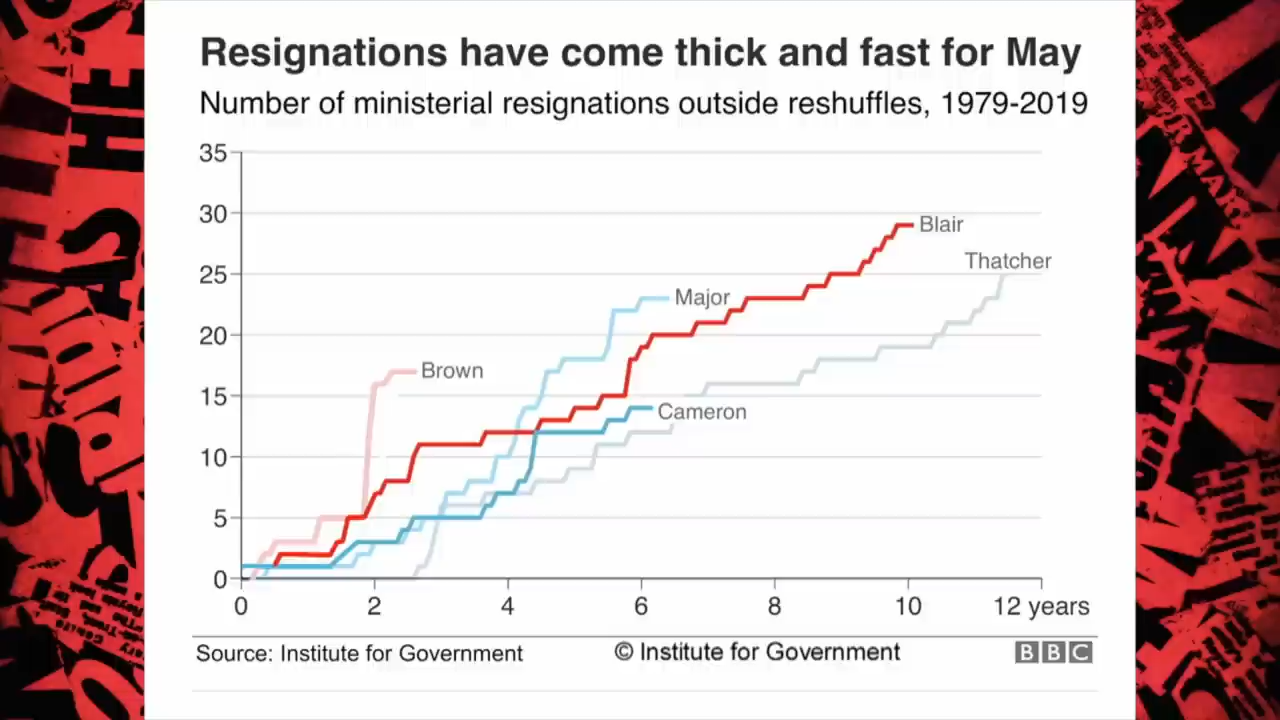 Resignations have come thick and fast for May
Number of ministerial resignations outside reshuffles, 1979-2019
35
30
25
20
15
10
5
0
Blair
Thatcher
Major
Brown
Cameron
0 2 4 6 8 10 12 years
Source: Institute for Government © Institute for Government BBC